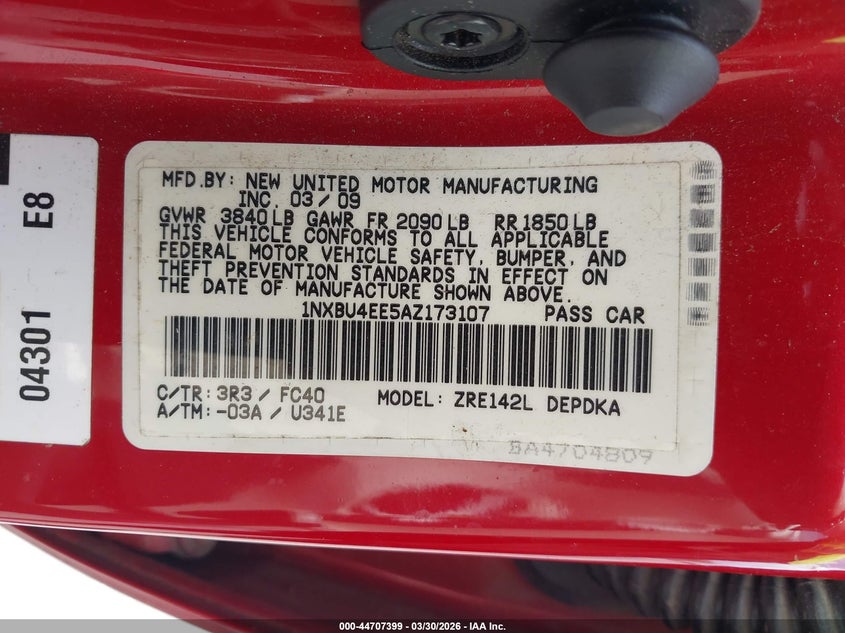 MFD.BY: NEW UNITED MOTOR MANUFACTURING
INC. 03/09
GVWR 3840LB GAWR FR 2090LB RR1850LB
THIS VEHICLE CONFORMS TO ALL APPLICABLE
FEDERAL MOTOR VEHICLE SAFETY, BUMPER, AND
THEFT PREVENTION STANDARDS IN EFFECT ON
THE DATE OF MANUFACTURE SHOWN ABOVE.
1NXBU4EE5AZ173107 PASS CAR
C/TR: 3R3 / FC40 MODEL: ZRE142L DEPDKA
A/TM: -03A / U341E
BA4704809
04301 E8
000-44707399 | 03/30/2026 | IAA Inc.